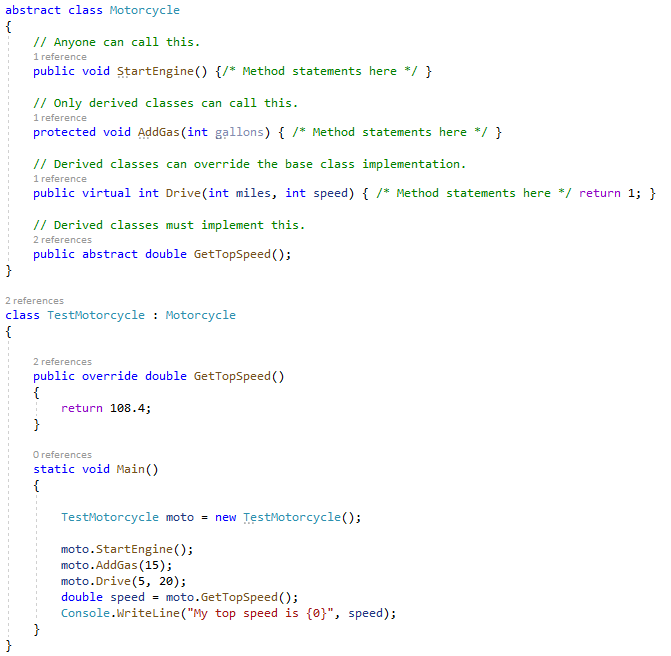 abstract class Motorcycle
{
// Anyone can call this.
1 reference
public void StartEngine() {/* Method statements here */ }
// Only derived classes can call this.
1 reference
protected void AddGas(int gallons) { /* Method statements here */ }
// Derived classes can override the base class implementation.
1 reference
public virtual int Drive(int miles, int speed) { /* Method statements here */ return 1; }
// Derived classes must implement this.
2 references
public abstract double GetTopSpeed();
}
2 references
class TestMotorcycle : Motorcycle
{
2 references
public override double GetTopSpeed()
{
return 108.4;
}
0 references
static void Main()
{
TestMotorcycle moto = new TestMotorcycle();
moto.StartEngine();
moto.AddGas(15);
moto.Drive(5, 20);
double speed = moto.GetTopSpeed();
Console.WriteLine("My top speed is {0}", speed);
}
}